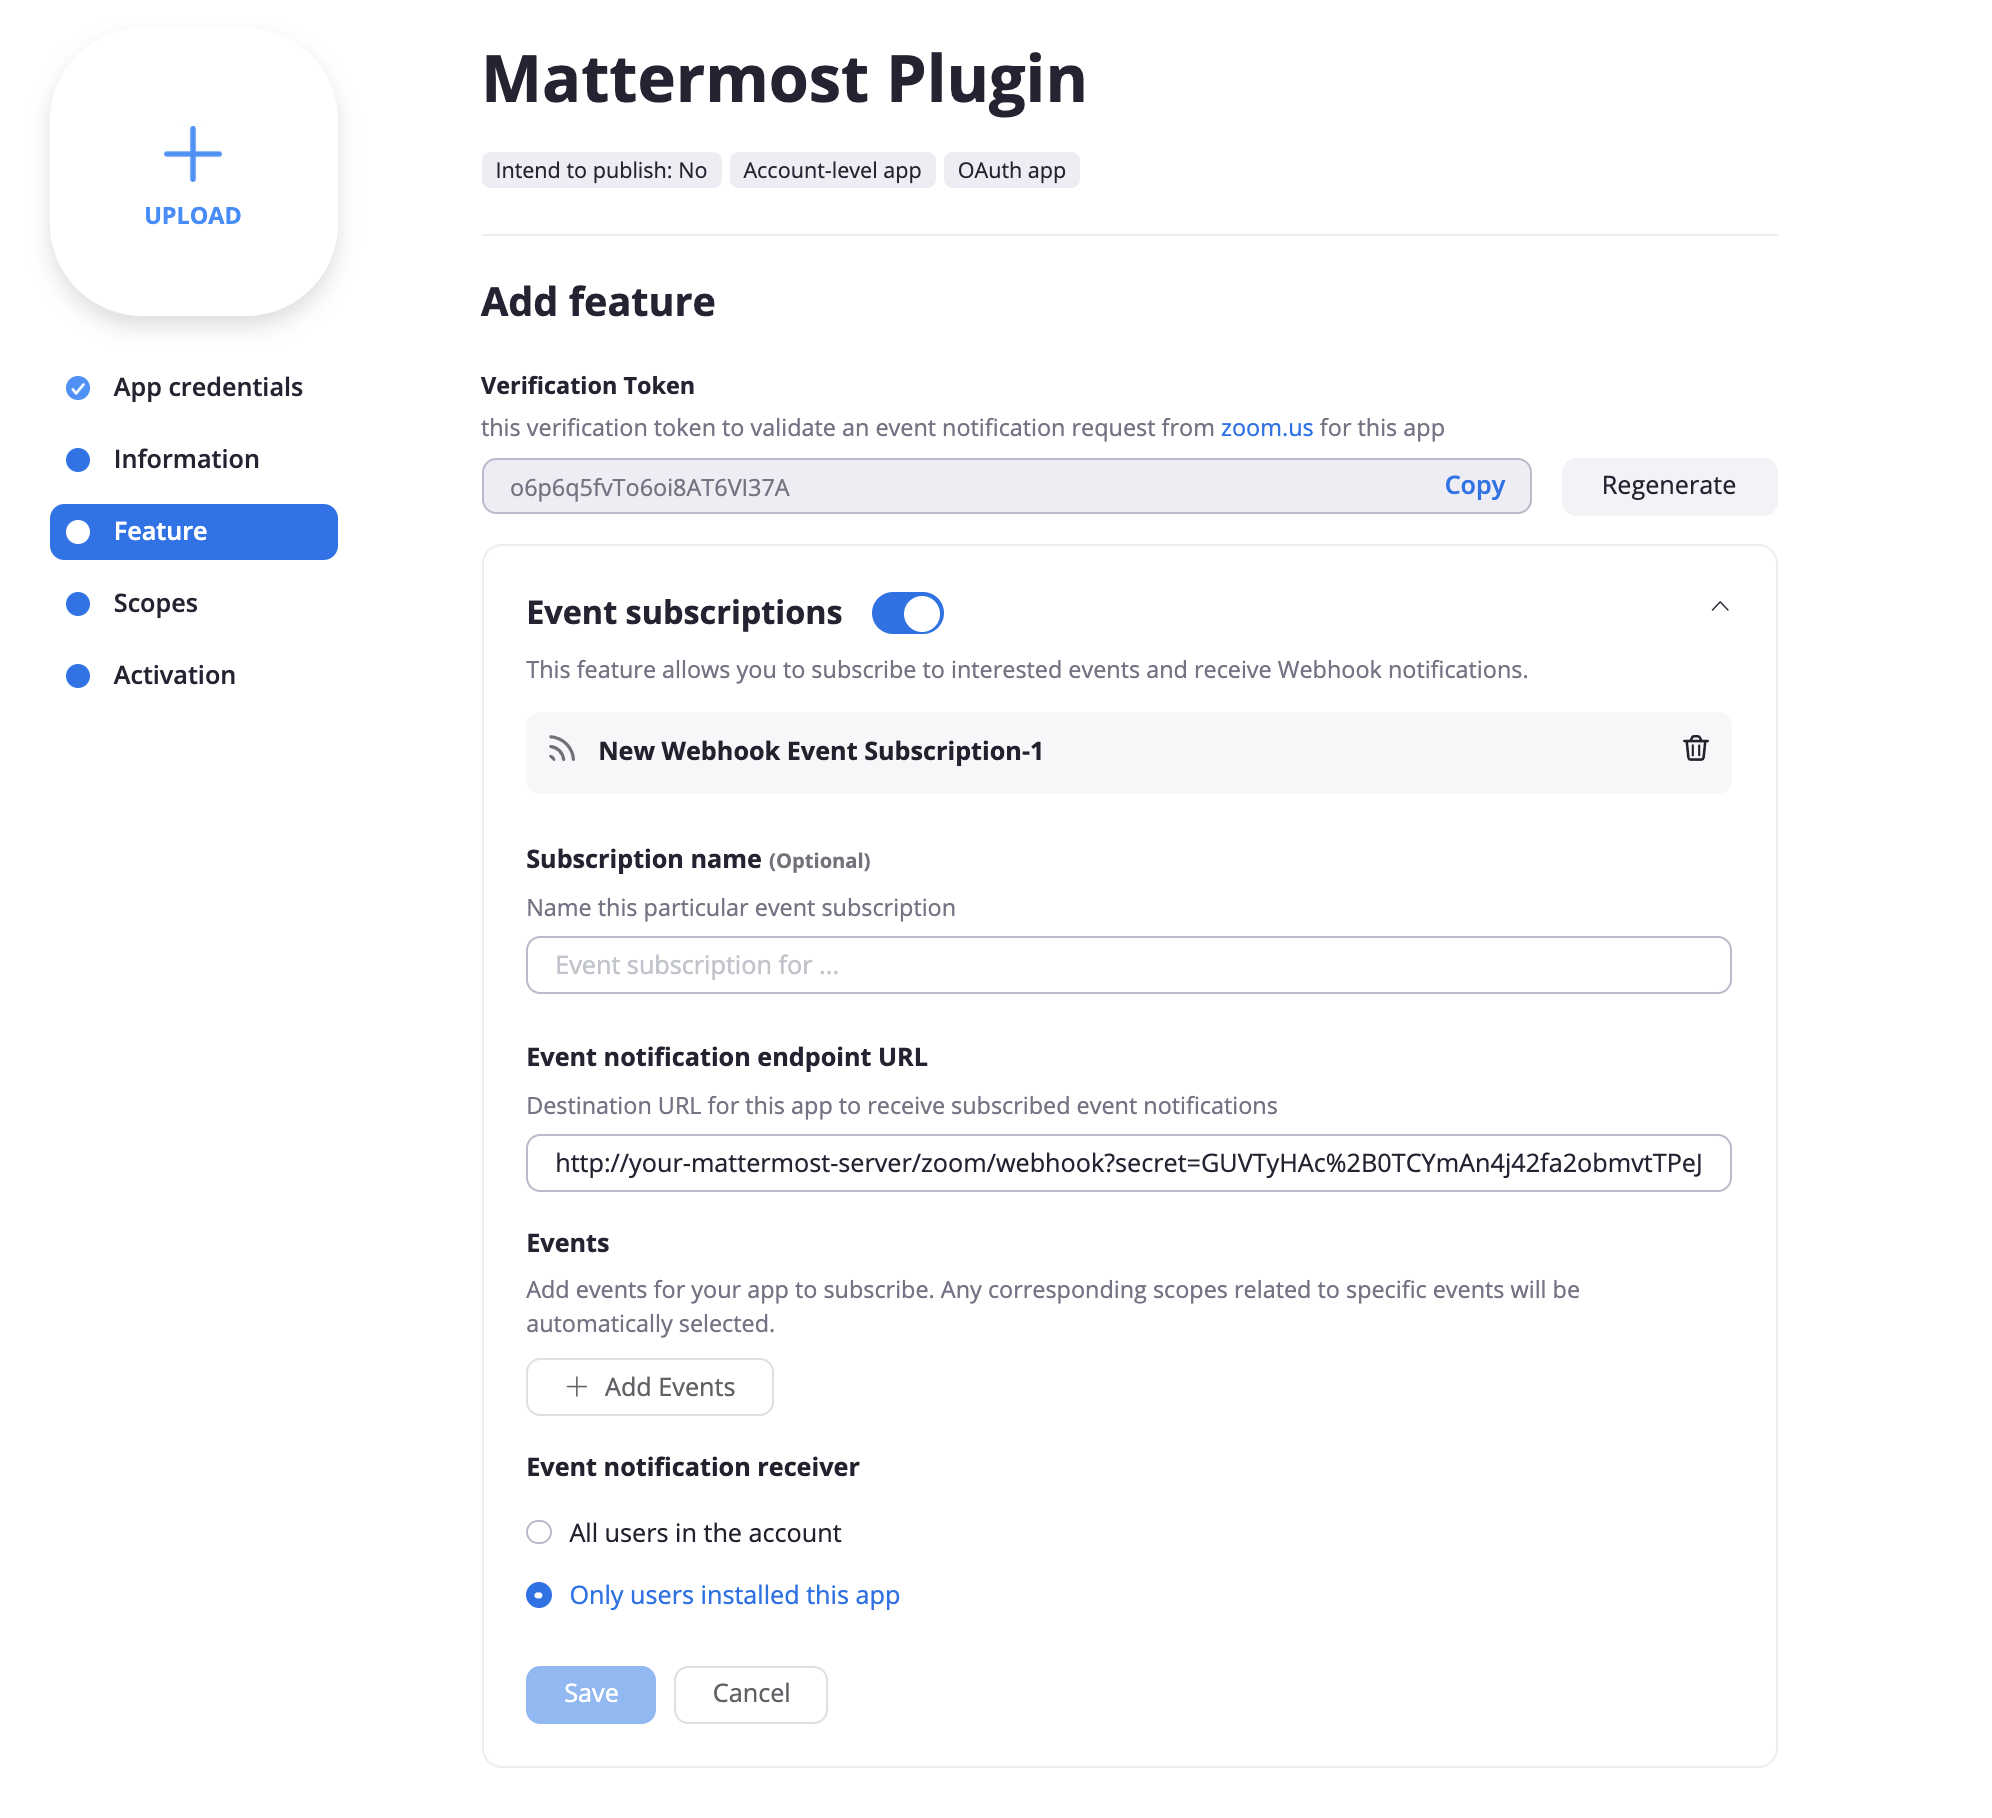 UPLOAD
App credentials
Information
Feature
Scopes
Activation
Mattermost Plugin
Intend to publish: No
Account-level app
OAuth app
Add feature
Verification Token
this verification token to validate an event notification request from zoom.us for this app
o6p6q5fvTo6oi8AT6VI37A
Copy
Regenerate
Event subscriptions
This feature allows you to subscribe to interested events and receive Webhook notifications.
New Webhook Event Subscription-1
Subscription name (Optional)
Name this particular event subscription
Event subscription for ...
Event notification endpoint URL
Destination URL for this app to receive subscribed event notifications
http://your-mattermost-server/zoom/webhook?secret=GUVTyHAc%2B0TCYmAn4j42fa2obmvtTPeJ
Events
Add events for your app to subscribe. Any corresponding scopes related to specific events will be
automatically selected.
Add Events
Event notification receiver
All users in the account
Only users installed this app
Save
Cancel